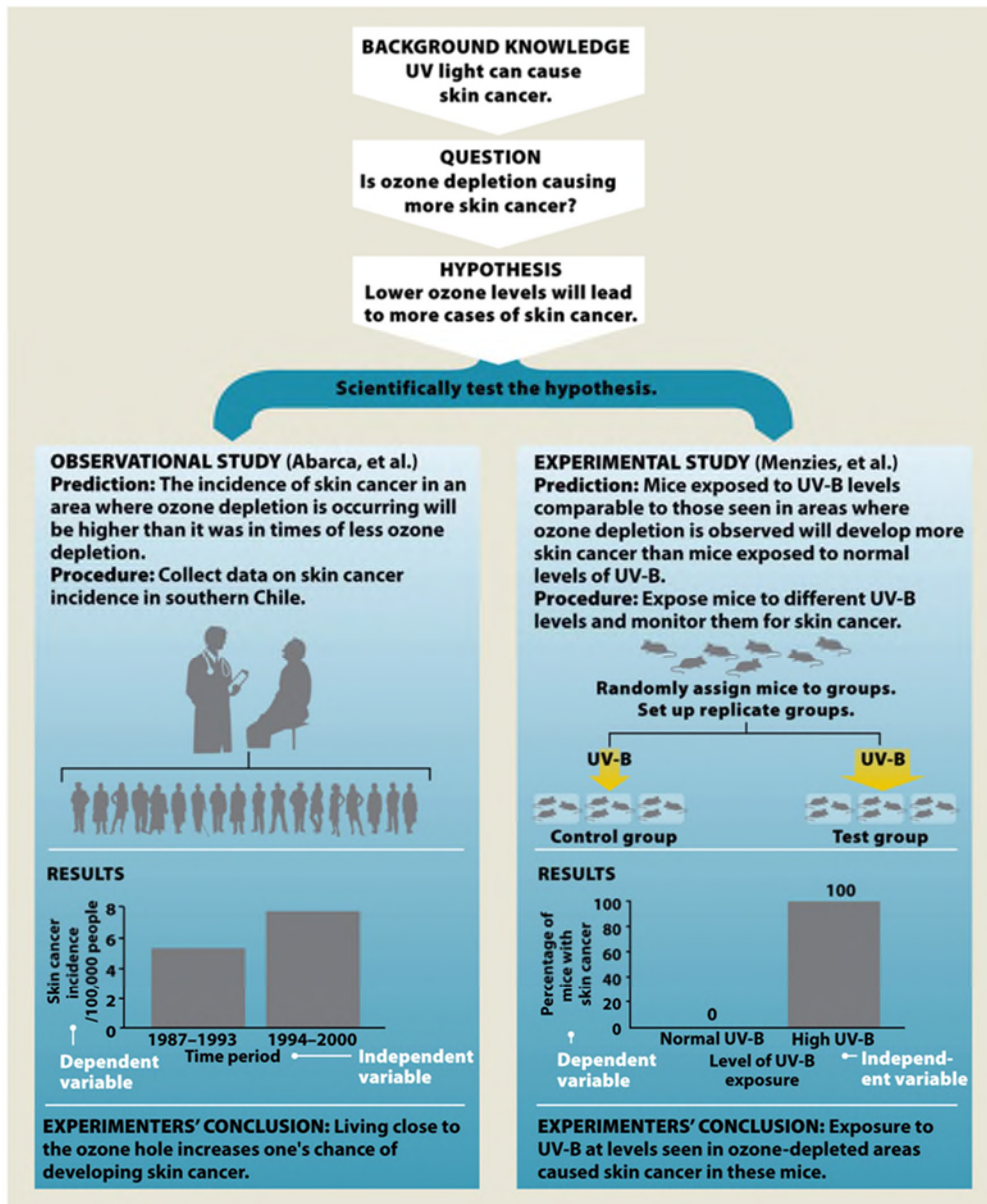 BACKGROUND KNOWLEDGE
UV light can cause
skin cancer.
QUESTION
Is ozone depletion causing
more skin cancer?
HYPOTHESIS
Lower ozone levels will lead
to more cases of skin cancer.
Scientifically test the hypothesis.
OBSERVATIONAL STUDY (Abarca, et al.)
Prediction: The incidence of skin cancer in an
area where ozone depletion is occurring will
be higher than it was in times of less ozone
depletion.
Procedure: Collect data on skin cancer
incidence in southern Chile.
RESULTS
Skin cancer
incidence
/100,000 people
8
6
4
2
0
1987–1993 1994–2000
Time period
Dependent
variable
Independent
variable
EXPERIMENTERS' CONCLUSION: Living close to
the ozone hole increases one's chance of
developing skin cancer.
EXPERIMENTAL STUDY (Menzies, et al.)
Prediction: Mice exposed to UV-B levels
comparable to those seen in areas where
ozone depletion is observed will develop more
skin cancer than mice exposed to normal
levels of UV-B.
Procedure: Expose mice to different UV-B
levels and monitor them for skin cancer.
Randomly assign mice to groups.
Set up replicate groups.
UV-B UV-B
Control group Test group
RESULTS
Percentage of
mice with
skin cancer
100
80
60
40
20
0
0
100
Normal UV-B High UV-B
Level of UV-B
exposure
Dependent
variable
Independ-
ent variable
EXPERIMENTERS' CONCLUSION: Exposure to
UV-B at levels seen in ozone-depleted areas
caused skin cancer in these mice.